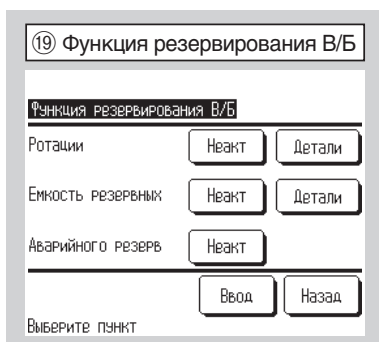 ⑲ Функция резервирования В/Б
Функция резервирования В/Б
Ротации Неакт Детали
Емкость резервных Неакт Детали
Аварийного резерв Неакт
Ввод Назад
Выберите пункт